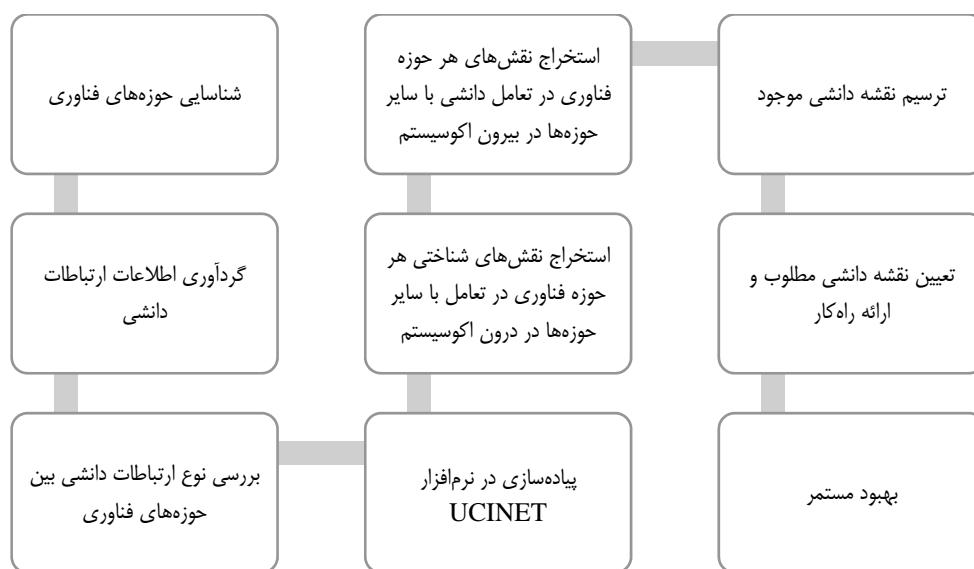 شناسایی حوزه‌های فناوری
گردآوری اطلاعات ارتباطات
دانشی
بررسی نوع ارتباطات دانشی بین
حوزه‌های فناوری
پیاده‌سازی در نرم‌افزار
UCINET
استخراج نقش‌های شناختی هر
حوزه فناوری در تعامل با سایر
حوزه‌ها در درون اکوسیستم
استخراج نقش‌های هر حوزه
فناوری در تعامل دانشی با سایر
حوزه‌ها در بیرون اکوسیستم
ترسیم نقشه دانشی موجود
تعیین نقشه دانشی مطلوب و
ارائه راه‌کار
بهبود مستمر